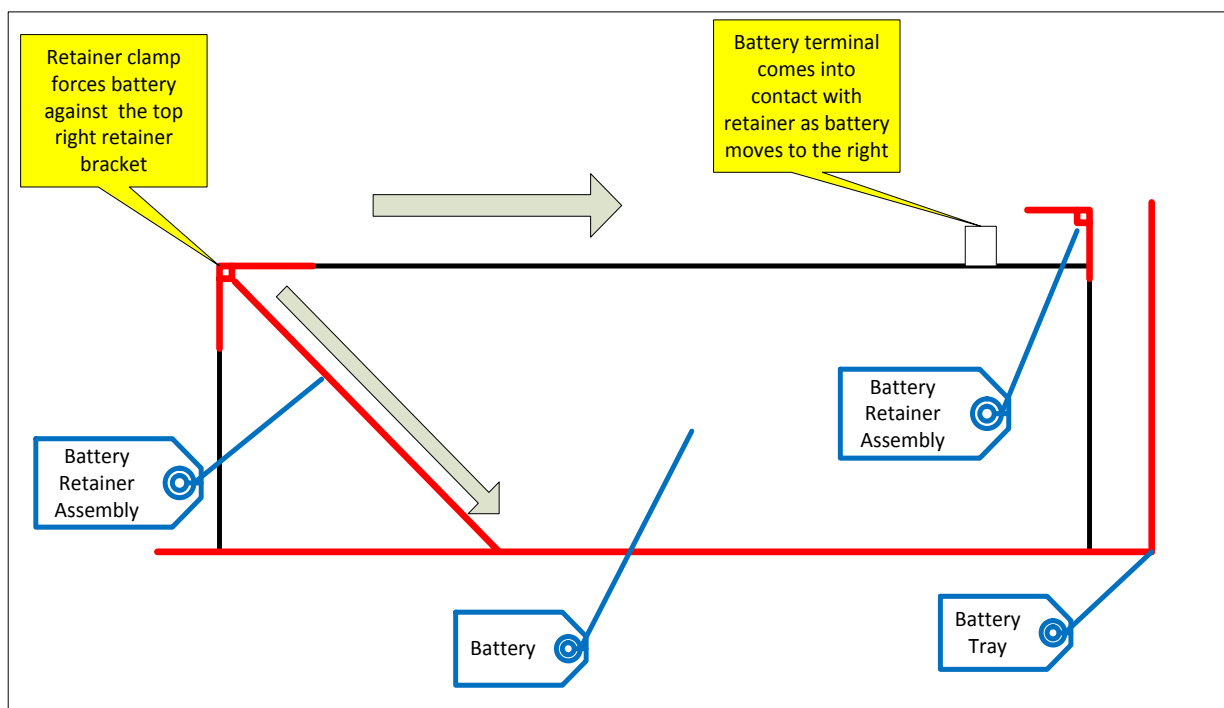 Retainer clamp
forces battery
against  the top
right retainer
bracket
Battery terminal
comes into
contact with
retainer as battery
moves to the right
Battery
Retainer
Assembly
Battery
Retainer
Assembly
Battery
Battery
Tray